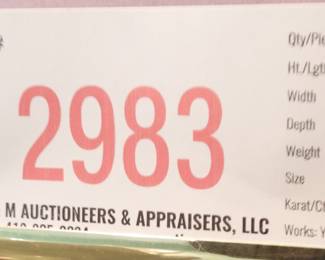 #
2983
M AUCTIONEERS & APPRAISERS, LLC
Qty/Pie
Ht./Lgt
Width
Depth
Weight
Size
Karat/Ct
Works: Y